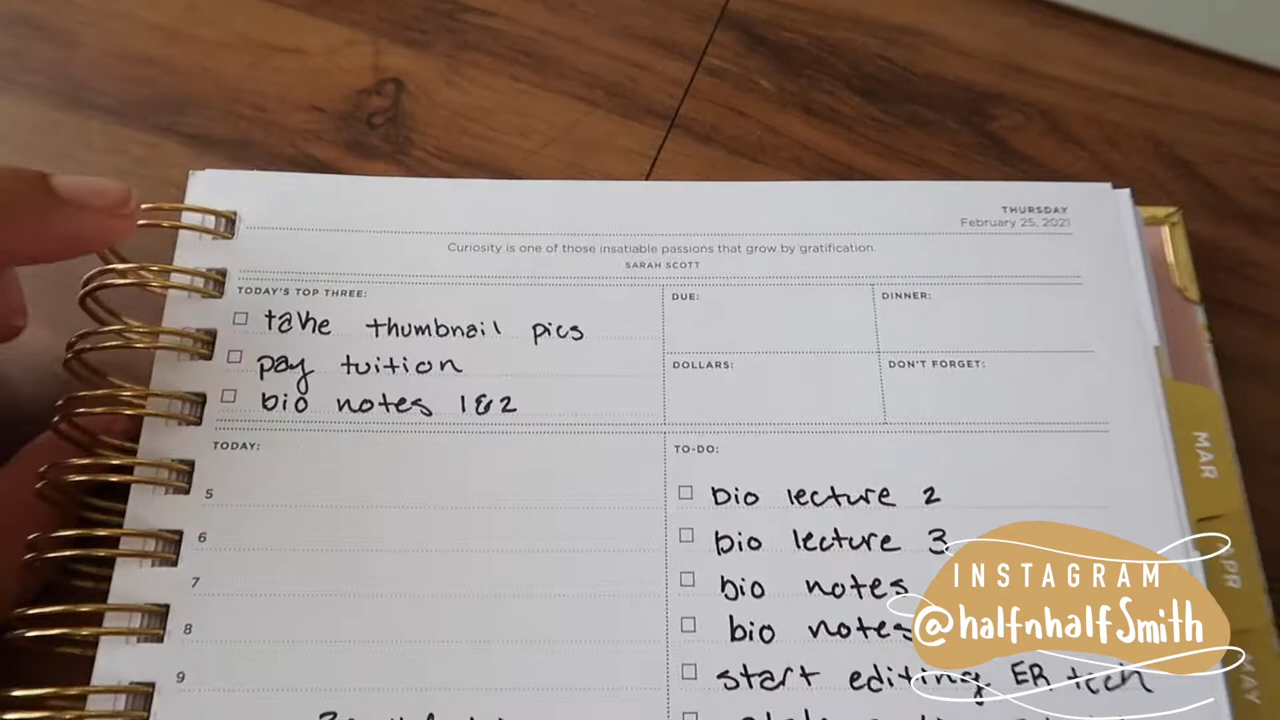 THURSDAY
February 25, 2021
Curiosity is one of those insatiable passions that grow by gratification.
SARAH SCOTT
TODAY'S TOP THREE:
take thumbnail pics
pay tuition
bio notes 1&2
DUE:
DINNER:
DOLLARS:
DON'T FORGET:
TODAY:
5
6
7
8
9
TO-DO:
bio lecture 2
bio lecture 3
bio notes
bio notes
start editing ER tech
MAR
APR
MAY
INSTAGRAM
@halfnhalfSmith